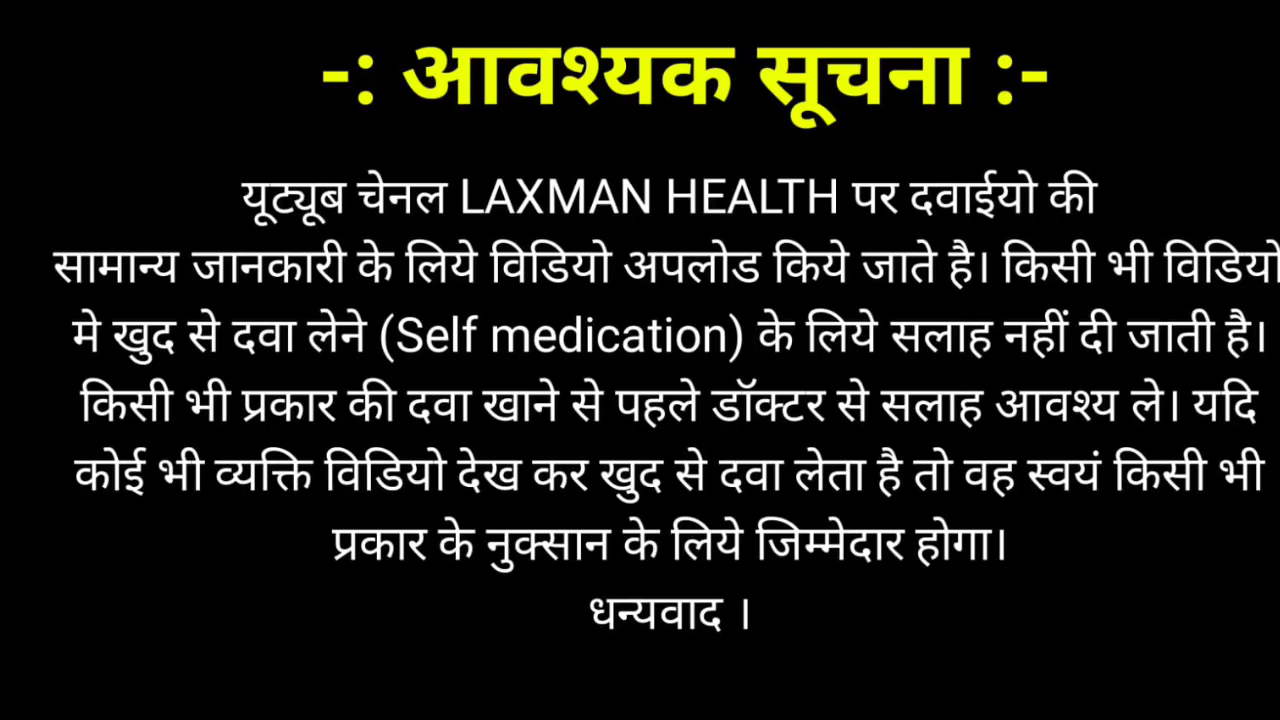 -: आवश्यक सूचना :-
यूट्यूब चेनल LAXMAN HEALTH पर दवाईयो की
सामान्य जानकारी के लिये विडियो अपलोड किये जाते है। किसी भी विडियो
मे खुद से दवा लेने (Self medication) के लिये सलाह नहीं दी जाती है।
किसी भी प्रकार की दवा खाने से पहले डॉक्टर से सलाह आवश्य ले। यदि
कोई भी व्यक्ति विडियो देख कर खुद से दवा लेता है तो वह स्वयं किसी भी
प्रकार के नुक्सान के लिये जिम्मेदार होगा।
धन्यवाद ।